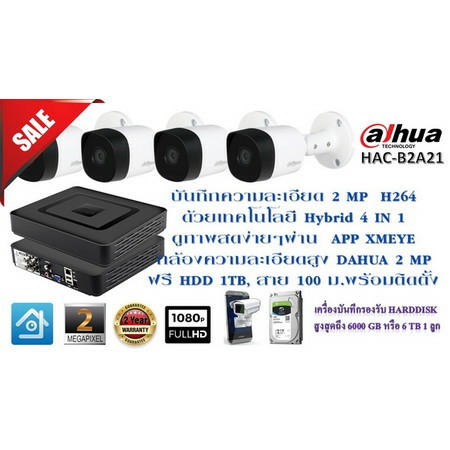 SALE
alhua
TECHNOLOGY
HAC-B2A21
บันทึกความละเอียด 2 MP H264
ด้วยเทคโนโลยี Hybrid 4 IN 1
ดูภาพสดง่ายๆผ่าน APP XMEYE
กล้องความละเอียดสูง DAHUA 2 MP
ฟรี HDD 1TB, สาย 100 ม.พร้อมติดตั้ง
2
MEGAPIXEL
2 Year
WARRANTY
1080p
FULL HD
เครื่องบันทึกรองรับ HARDDISK
สูงสุดถึง 6000 GB หรือ 6 TB 1 ลูก